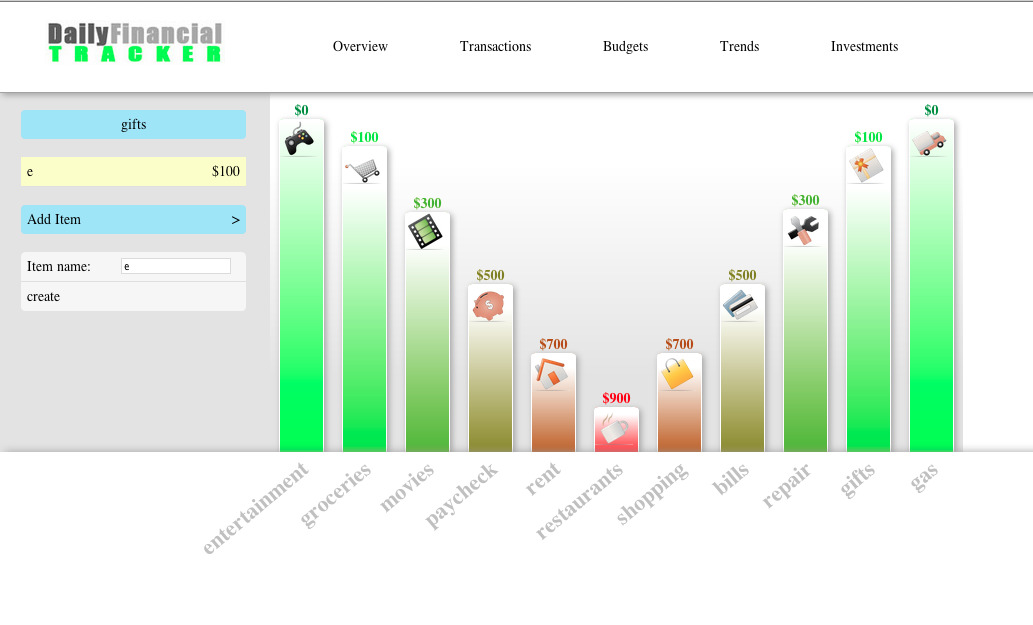 DailyFinancial
TRACKER
Overview Transactions Budgets Trends Investments
gifts
e $100
Add Item >
Item name: e
create
$0 $100 $300 $500 $700 $900 $700 $500 $300 $100 $0
entertainment groceries movies paycheck rent restaurants shopping bills repair gifts gas